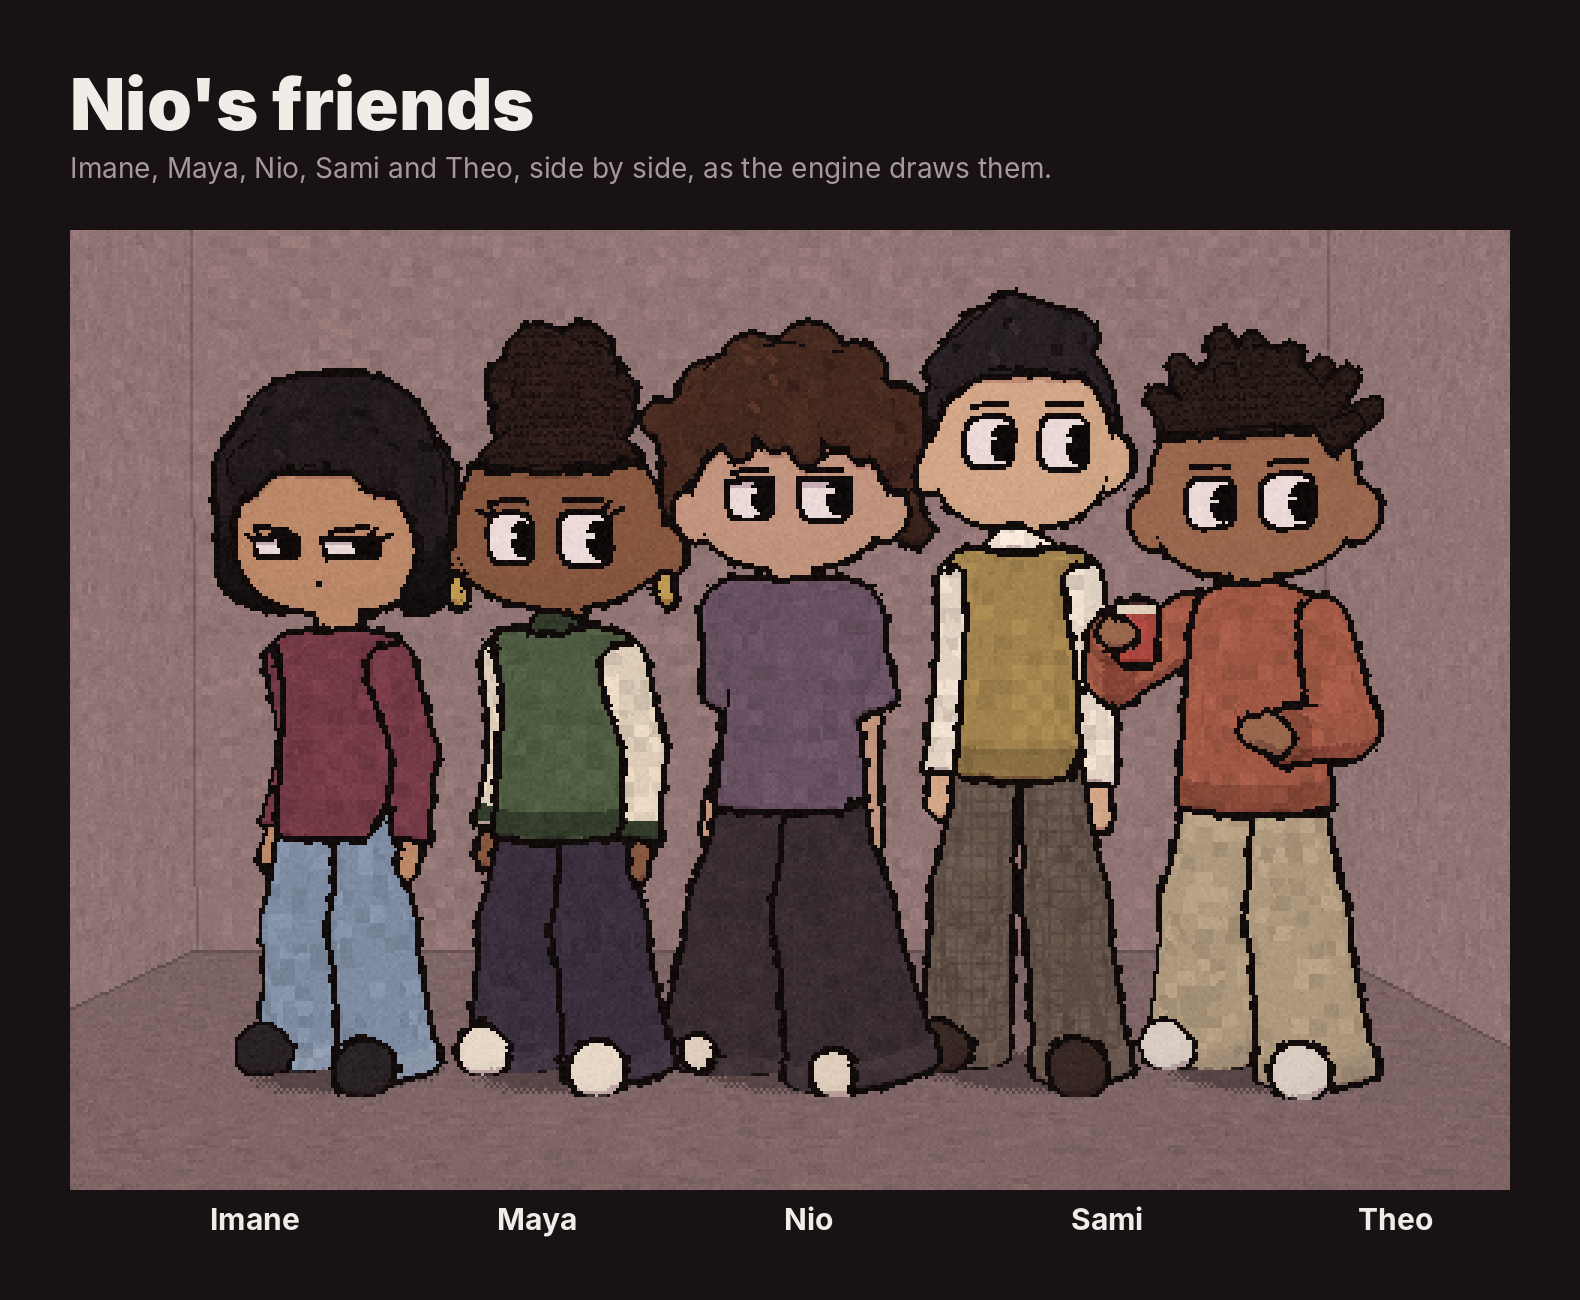 Nio's friends
Imane, Maya, Nio, Sami and Theo, side by side, as the engine draws them.
Imane Maya Nio Sami Theo